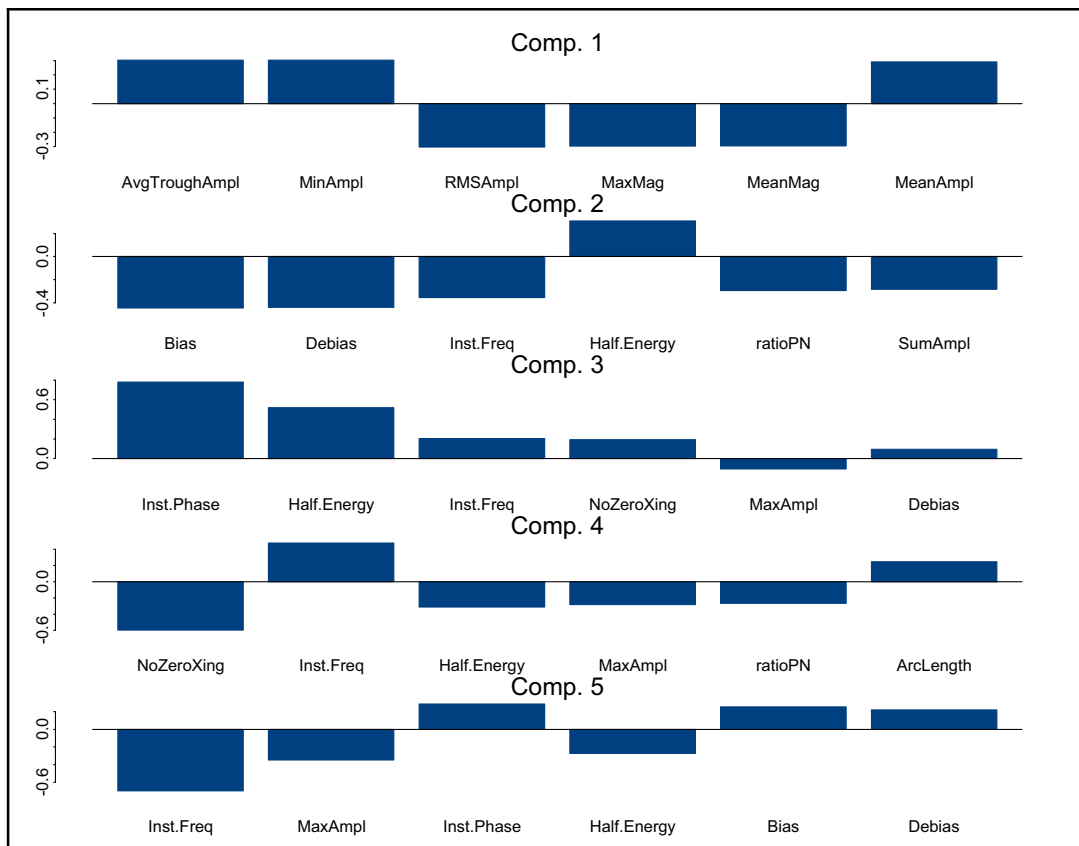 Comp. 1
0.1
-0.3
AvgTroughAmpl MinAmpl RMSAmpl MaxMag MeanMag MeanAmpl
Comp. 2
0.0
-0.4
Bias Debias Inst.Freq Half.Energy ratioPN SumAmpl
Comp. 3
0.6
0.0
Inst.Phase Half.Energy Inst.Freq NoZeroXing MaxAmpl Debias
Comp. 4
0.0
-0.6
NoZeroXing Inst.Freq Half.Energy MaxAmpl ratioPN ArcLength
Comp. 5
0.0
-0.6
Inst.Freq MaxAmpl Inst.Phase Half.Energy Bias Debias